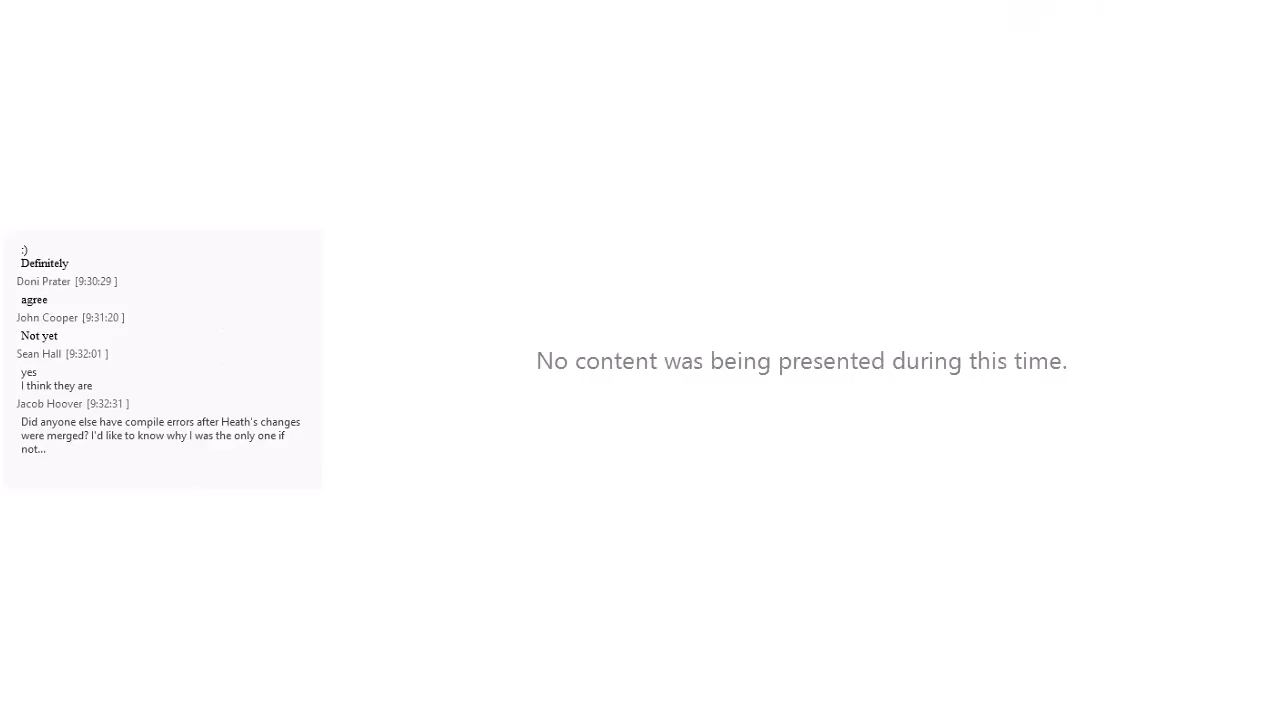 :)
Definitely
Doni Prater [9:30:29 ]
agree
John Cooper [9:31:20 ]
Not yet
Sean Hall [9:32:01 ]
yes
I think they are
Jacob Hoover [9:32:31 ]
Did anyone else have compile errors after Heath's changes
were merged? I'd like to know why I was the only one if
not...
No content was being presented during this time.